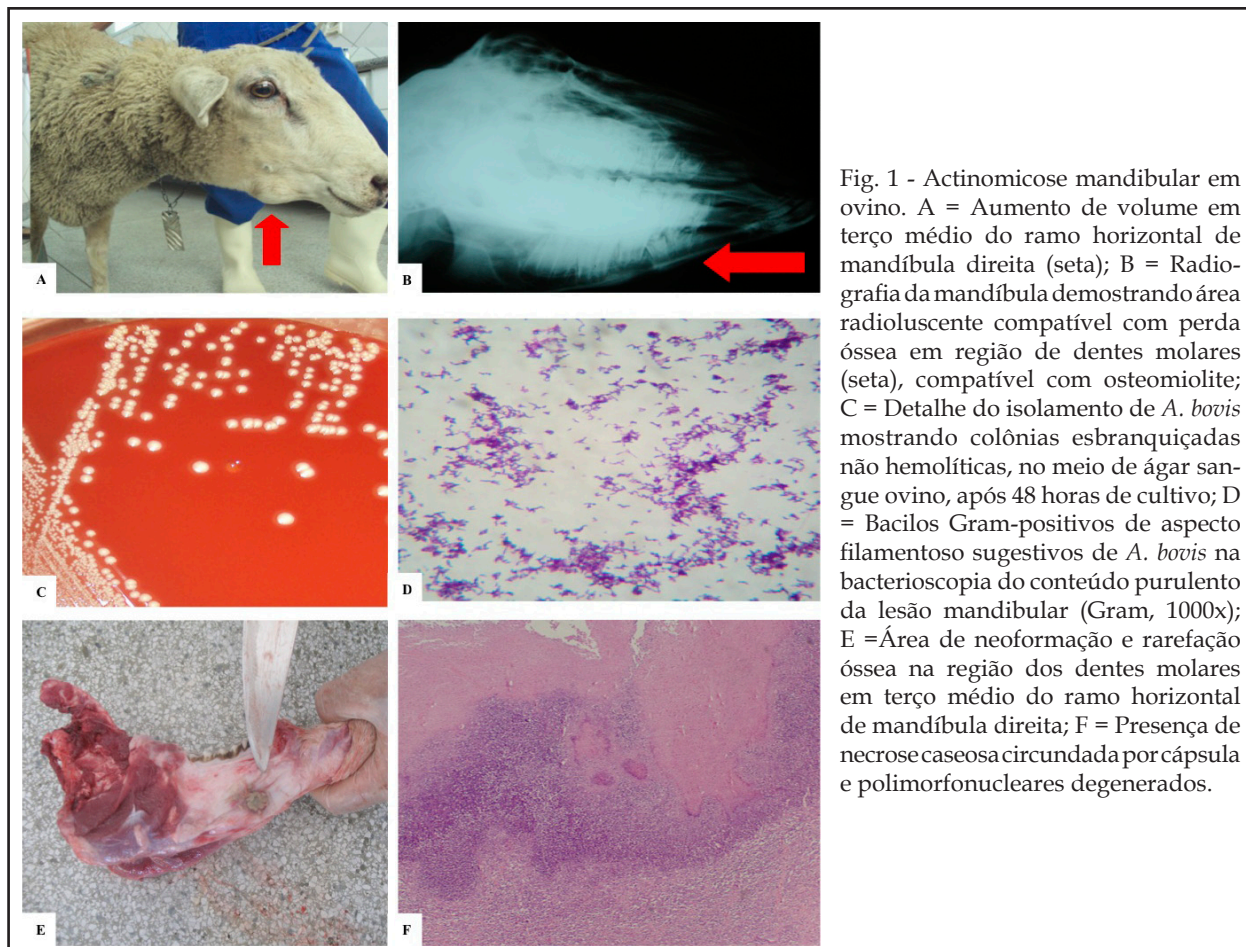 A
B
C
D
E
F
Fig. 1 - Actinomicose mandibular em
ovino. A = Aumento de volume em
terço médio do ramo horizontal de
mandíbula direita (seta); B = Radio-
grafia da mandíbula demostrando área
radioluscente compatível com perda
óssea em região de dentes molares
(seta), compatível com osteomiolite;
C = Detalhe do isolamento de A. bovis
mostrando colônias esbranquiçadas
não hemolíticas, no meio de ágar san-
gue ovino, após 48 horas de cultivo; D
= Bacilos Gram-positivos de aspecto
filamentoso sugestivos de A. bovis na
bacterioscopia do conteúdo purulento
da lesão mandibular (Gram, 1000x);
E =Área de neoformação e rarefação
óssea na região dos dentes molares
em terço médio do ramo horizontal
de mandíbula direita; F = Presença de
necrose caseosa circundada por cápsula
e polimorfonucleares degenerados.